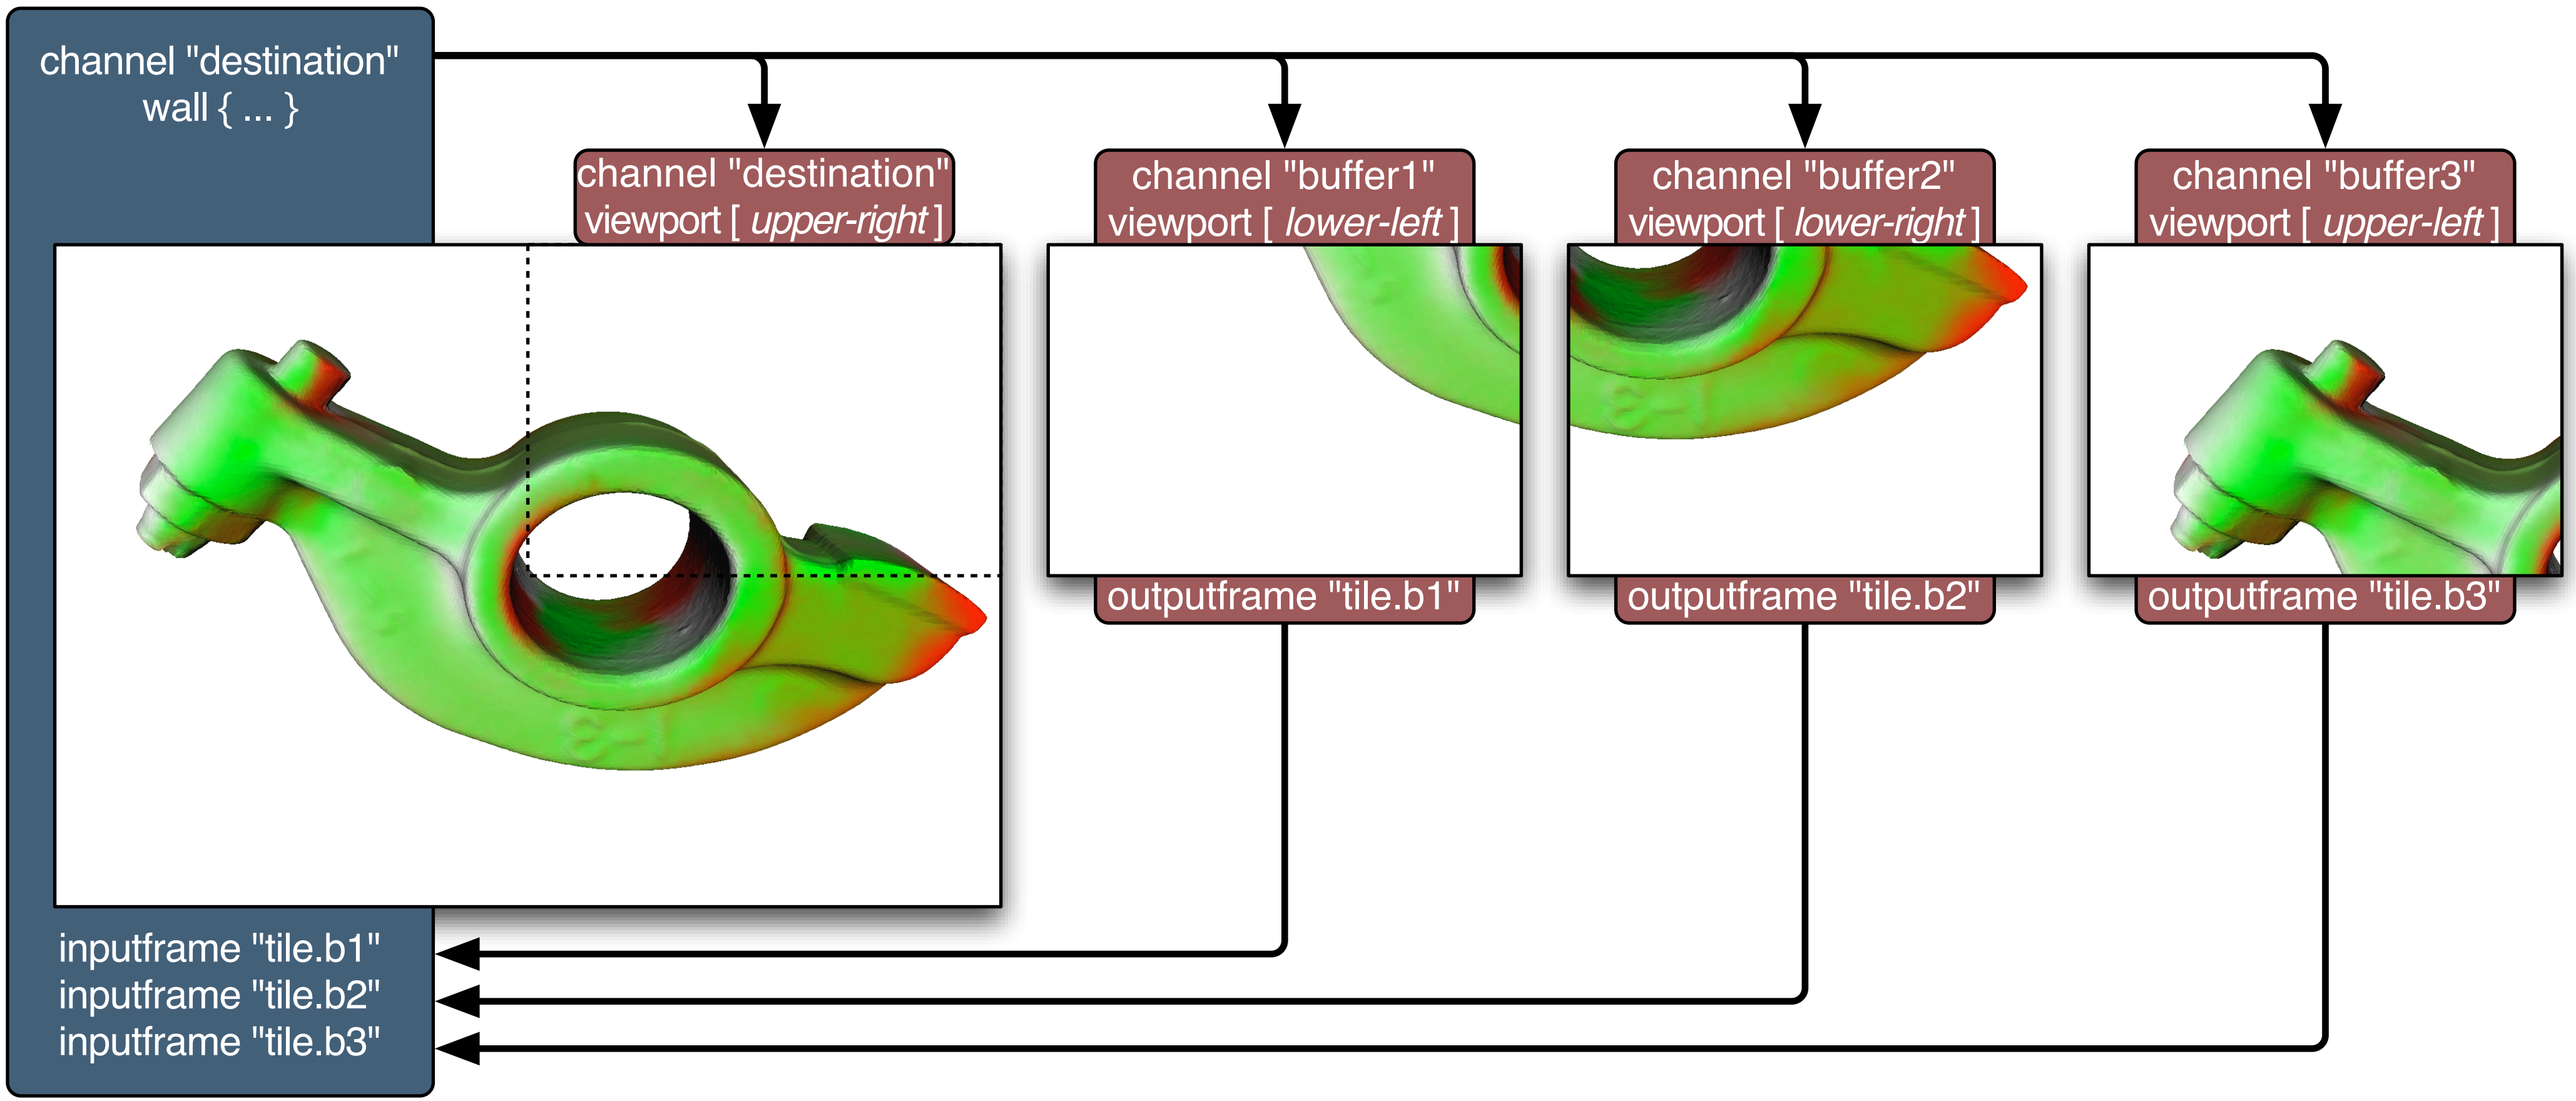 channel "destination"
wall { ... }
channel "destination"
viewport [ upper-right ]
channel "buffer1"
viewport [ lower-left ]
channel "buffer2"
viewport [ lower-right ]
channel "buffer3"
viewport [ upper-left ]
outputframe "tile.b1"
outputframe "tile.b2"
outputframe "tile.b3"
inputframe "tile.b1"
inputframe "tile.b2"
inputframe "tile.b3"